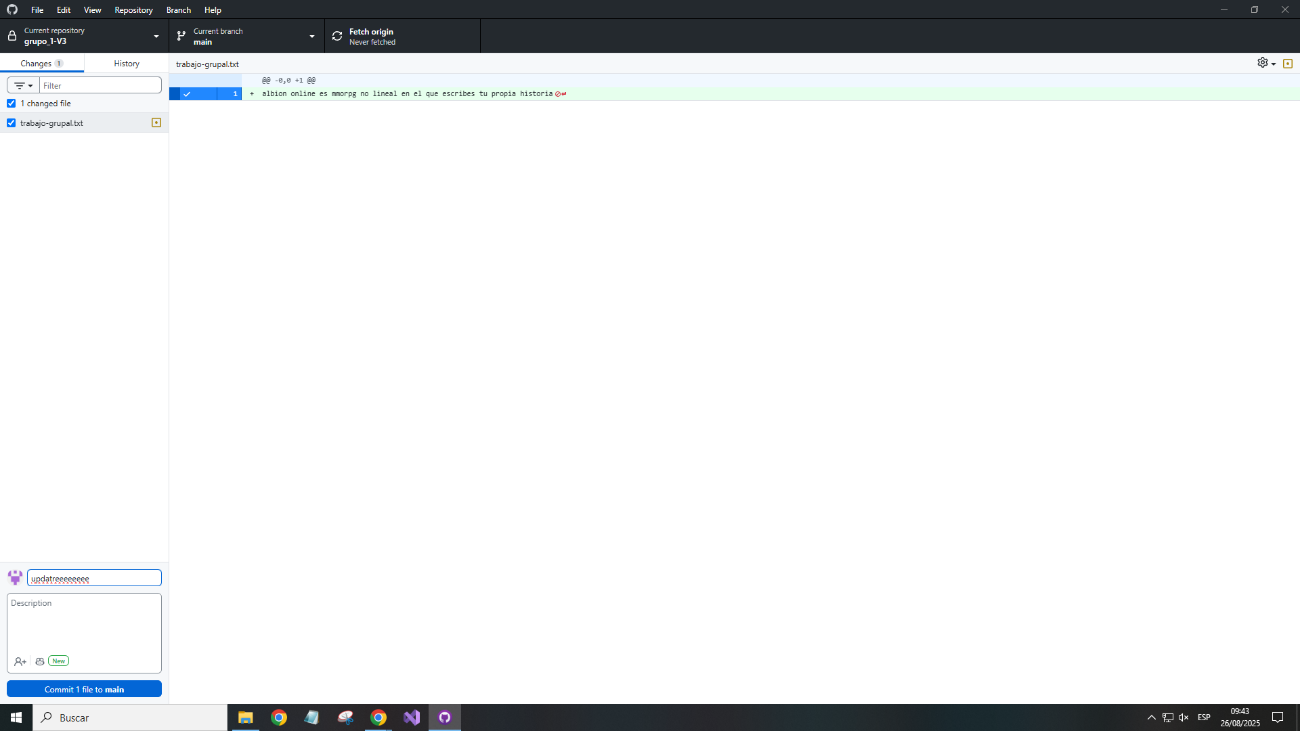 File Edit View Repository Branch Help
Current repository
grupo_1-V3
Current branch
main
Fetch origin
Never fetched
Changes 1 History
trabajo-grupal.txt
Filter
1 changed file
trabajo-grupal.txt
@@ -0,0 +1 @@
1 + albion online es mmorpg no lineal en el que escribes tu propia historia
updatreeeeeeee
Description
New
Commit 1 file to main
Buscar
ESP
09:43
26/08/2025